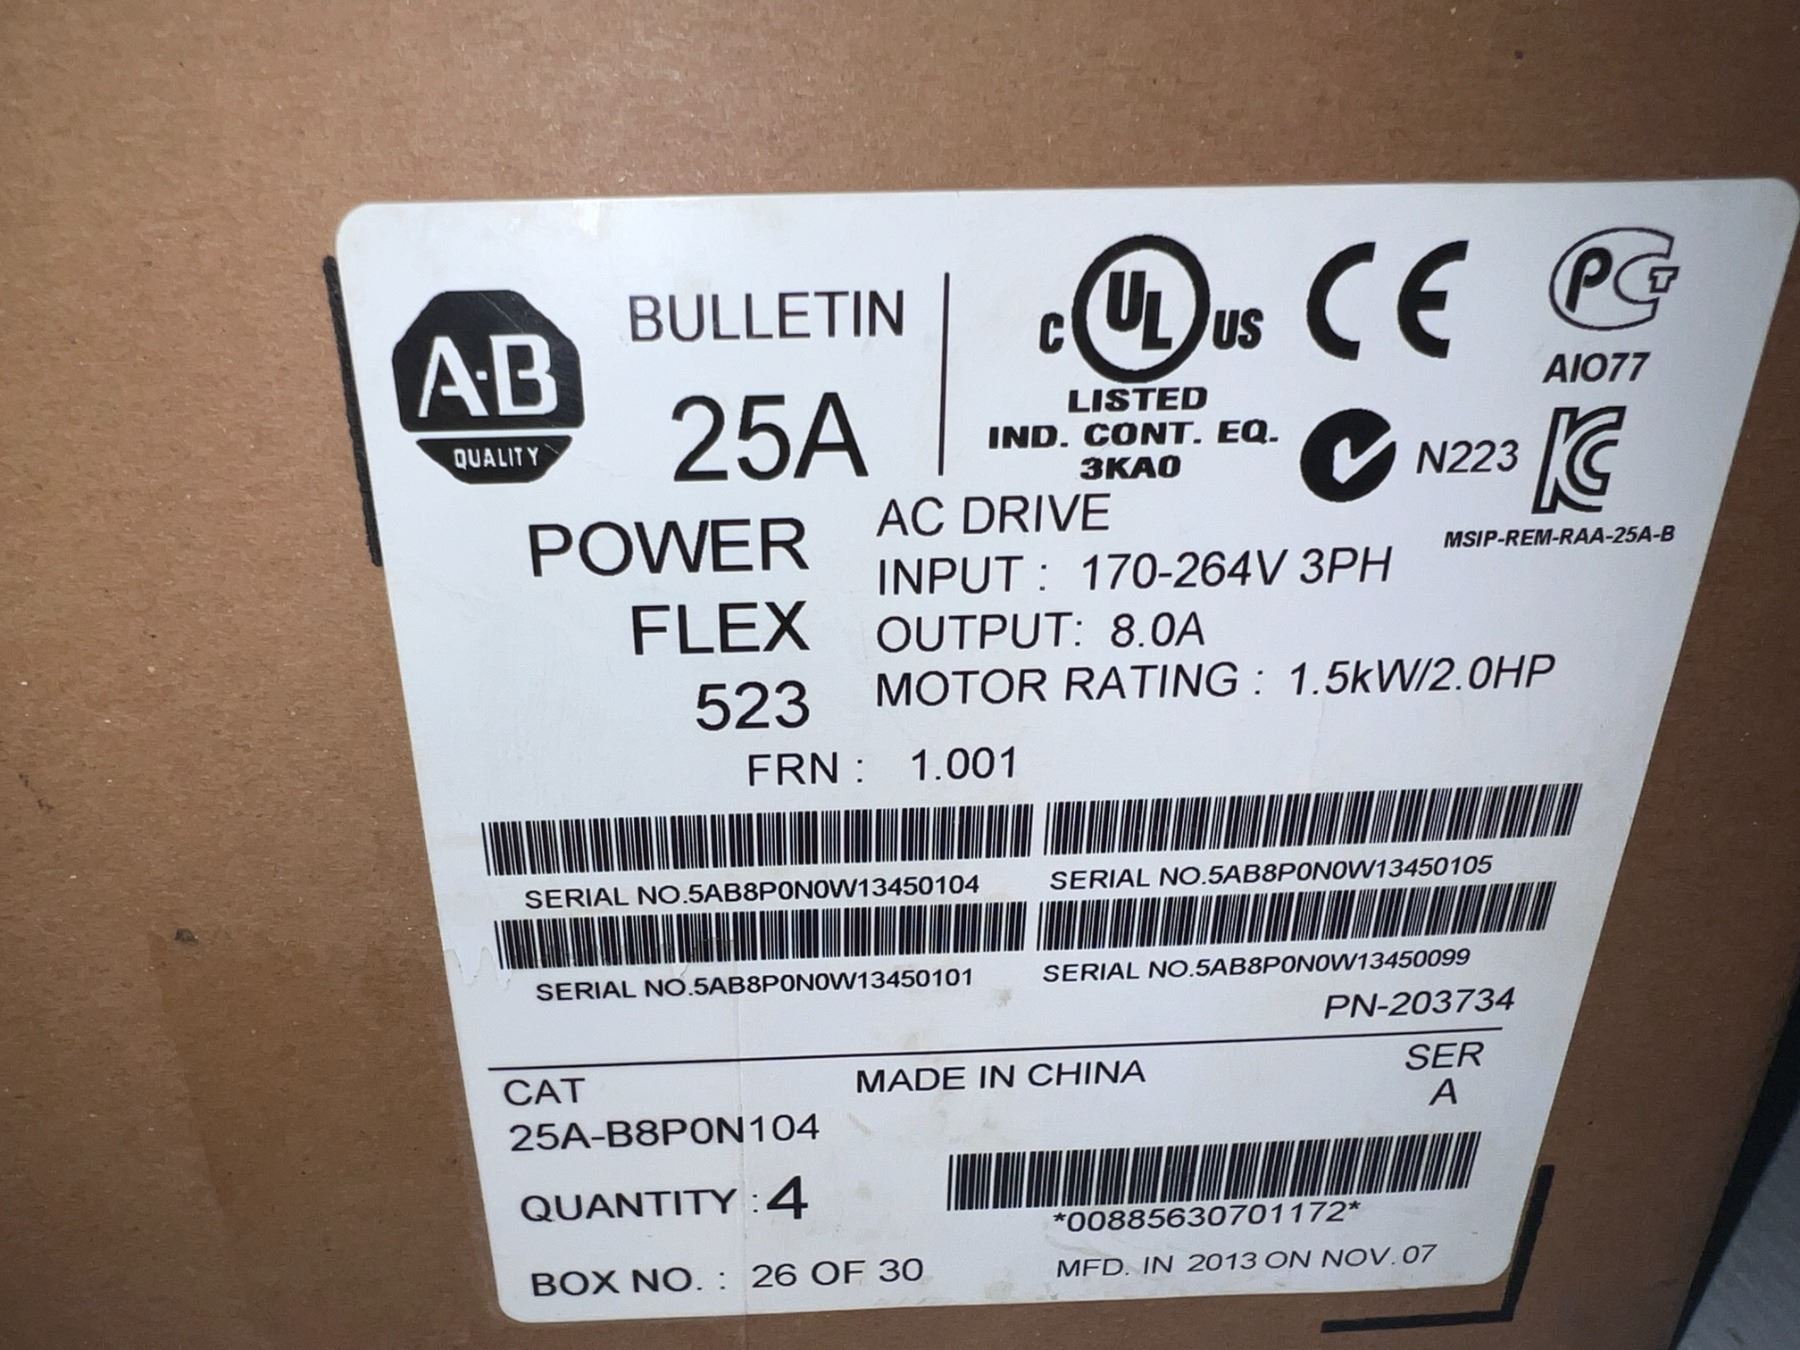 A-B
QUALITY
BULLETIN
25A
C UL US
LISTED
IND. CONT. EQ.
3KA0
CE
PCT
AIO77
N223
KC
MSIP-REM-RAA-25A-B
POWER
FLEX
523
AC DRIVE
INPUT : 170-264V 3PH
OUTPUT: 8.0A
MOTOR RATING : 1.5kW/2.0HP
FRN : 1.001
SERIAL NO.5AB8P0N0W13450104
SERIAL NO.5AB8P0N0W13450105
SERIAL NO.5AB8P0N0W13450101
SERIAL NO.5AB8P0N0W13450099
PN-203734
CAT
MADE IN CHINA
SER
A
25A-B8P0N104
QUANTITY :4
*00885630701172*
BOX NO. : 26 OF 30
MFD. IN 2013 ON NOV. 07